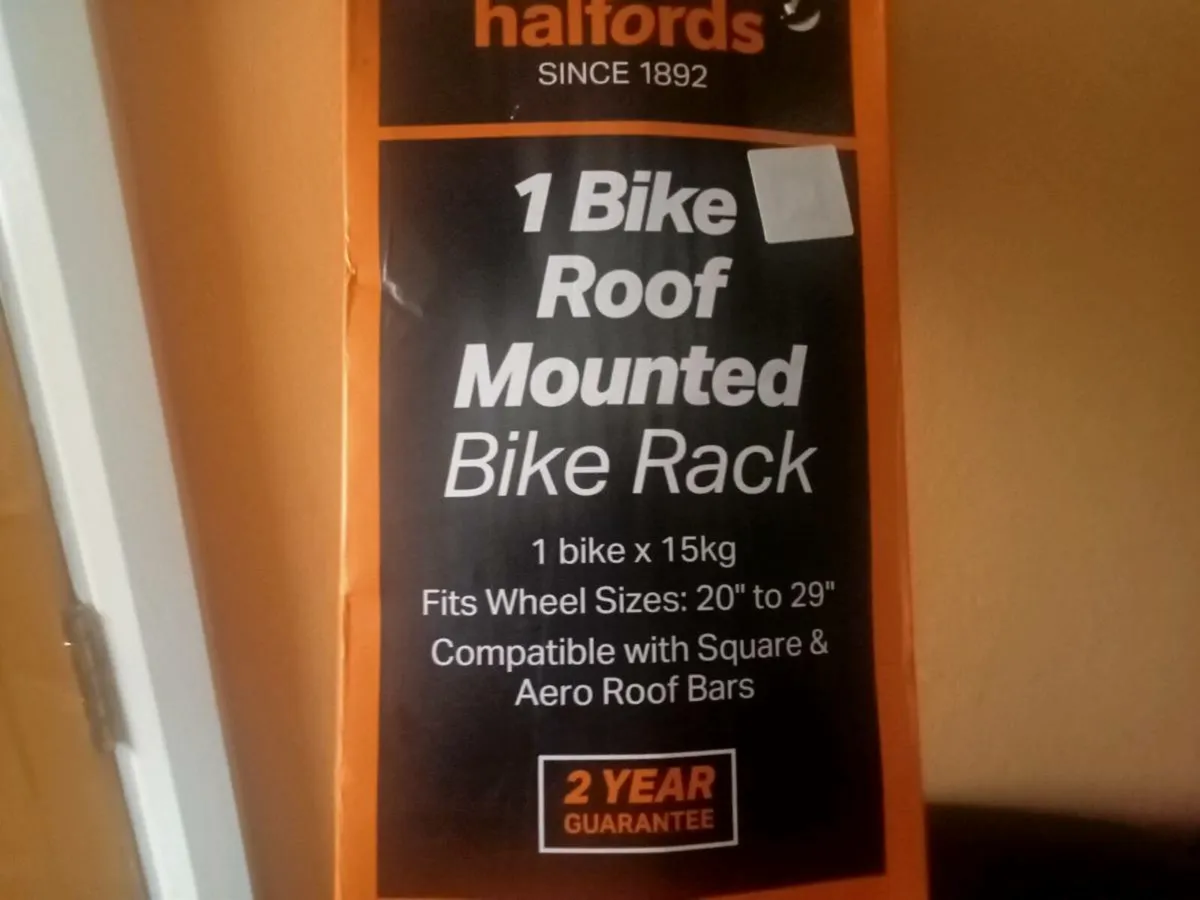 halfords
SINCE 1892
1 Bike
Roof
Mounted
Bike Rack
1 bike x 15kg
Fits Wheel Sizes: 20" to 29"
Compatible with Square &
Aero Roof Bars
2 YEAR
GUARANTEE